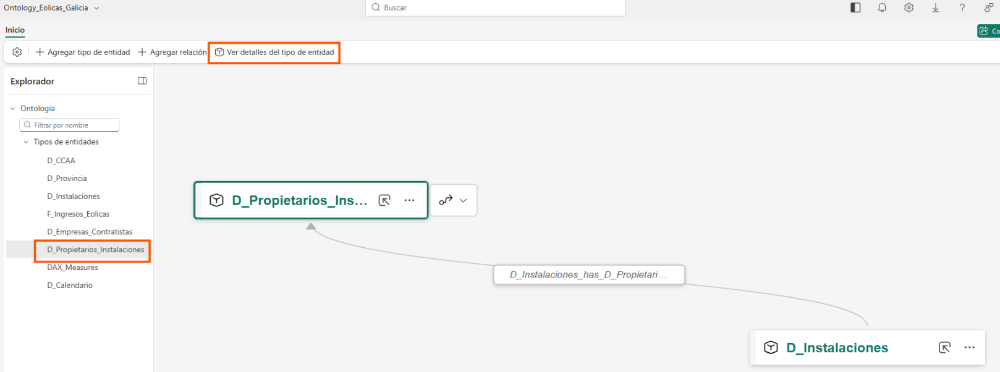 Ontology_Eolicas_Galicia
Buscar
Inicio
Co
Agregar tipo de entidad
Agregar relación
Ver detalles del tipo de entidad
Explorador
Ontología
Filtrar por nombre
Tipos de entidades
D_CCAA
D_Provincia
D_Instalaciones
F_Ingresos_Eolicas
D_Empresas_Contratistas
D_Propietarios_Instalaciones
DAX_Measures
D_Calendario
D_Propietarios_Ins...
D_Instalaciones_has_D_Propietari...
D_Instalaciones